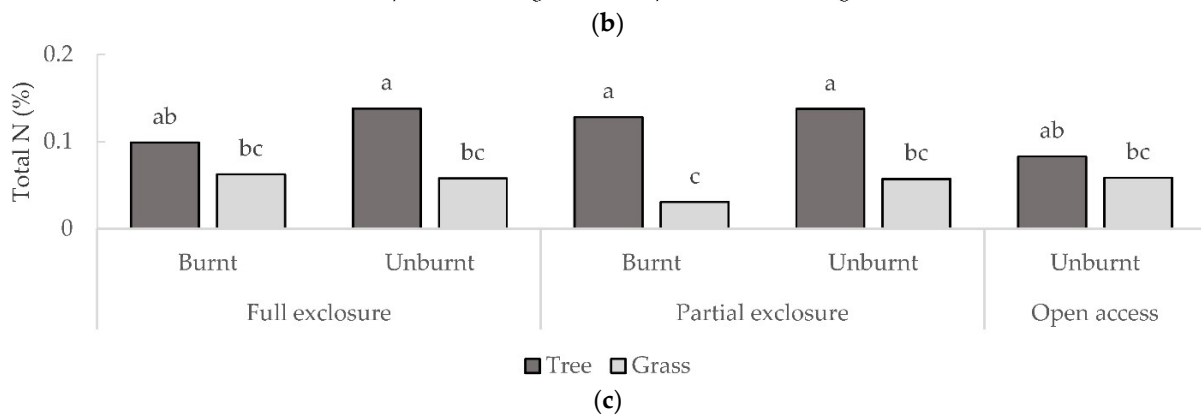 (b)
0.2
a
a
a
ab
ab
0.1
bc
bc
bc
bc
c
0
Total N (%)
Burnt Unburnt Burnt Unburnt Unburnt
Full exclosure Partial exclosure Open access
Tree Grass
(c)